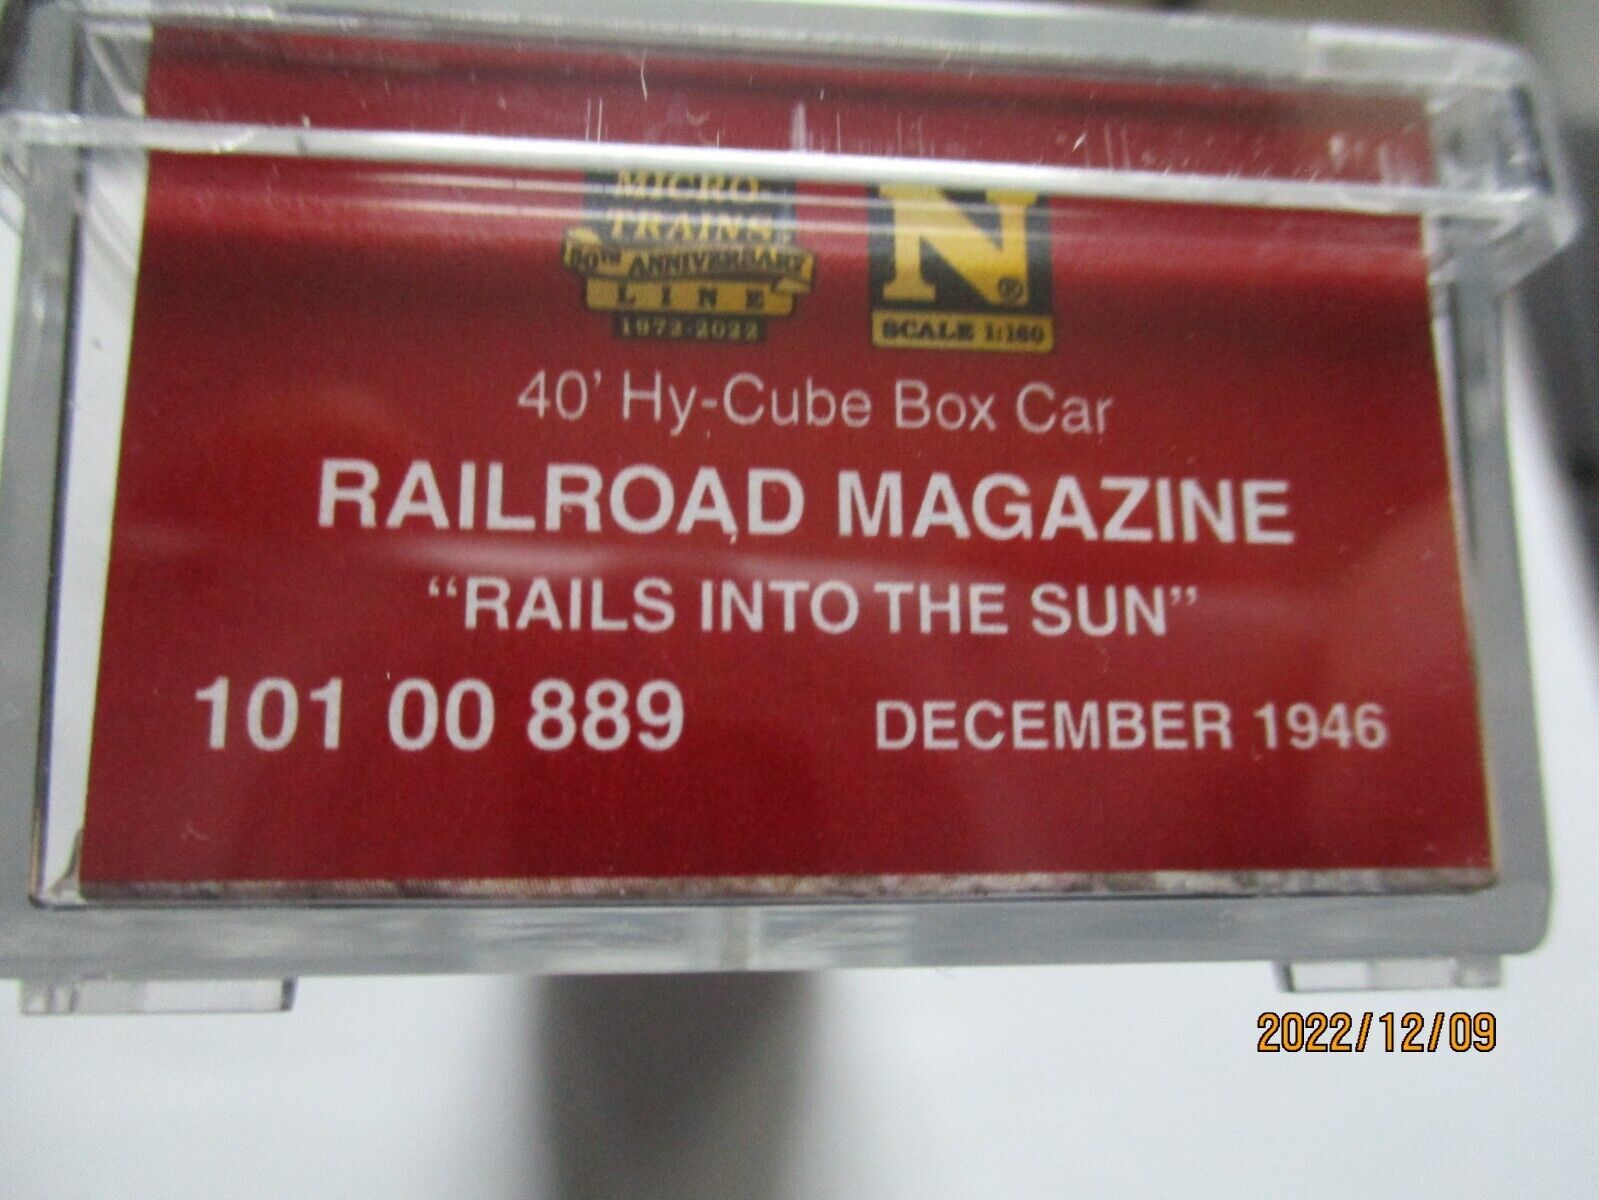 MICRO-
TRAINS
50TH ANNIVERSARY
LINE
1972-2022
N®
SCALE 1:160
40' Hy-Cube Box Car
RAILROAD MAGAZINE
“RAILS INTO THE SUN”
101 00 889
DECEMBER 1946
2022/12/09